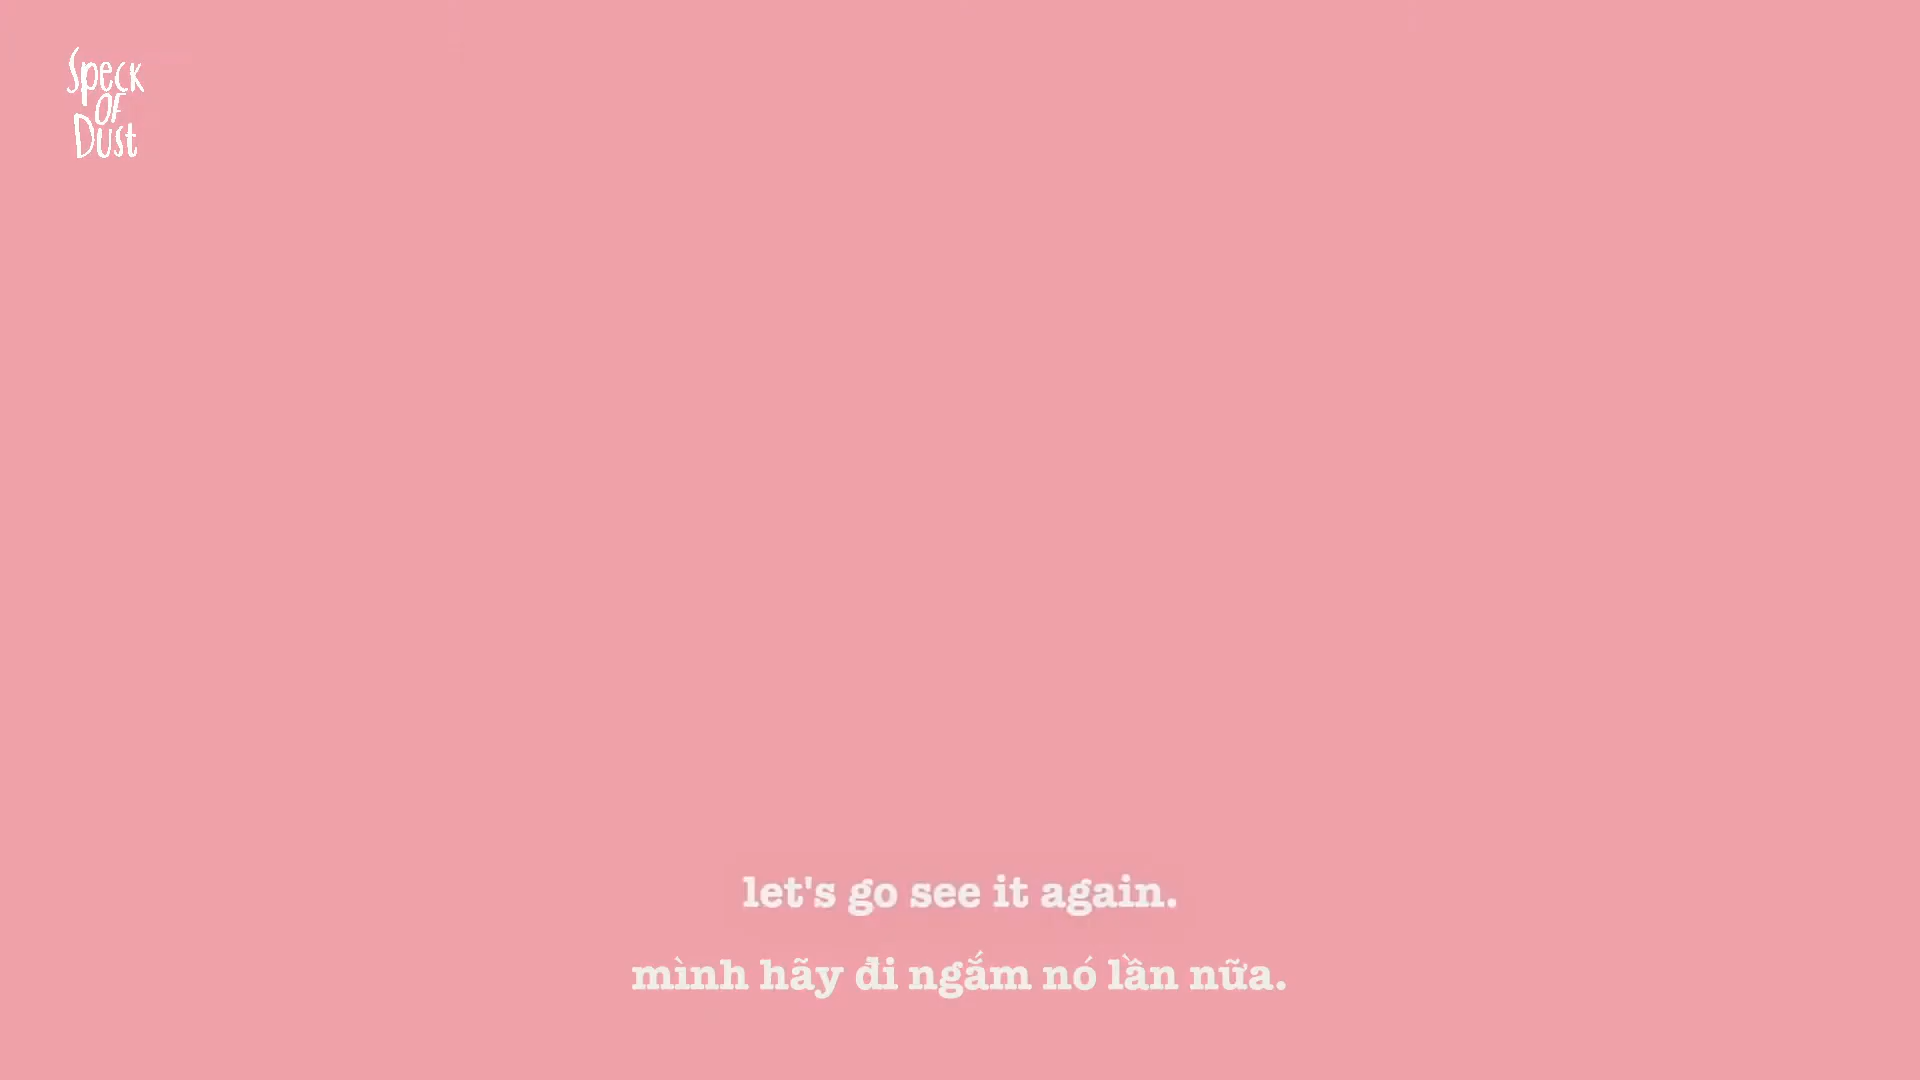 Speck
OF
Dust
let's go see it again.
mình hãy đi ngắm nó lần nữa.